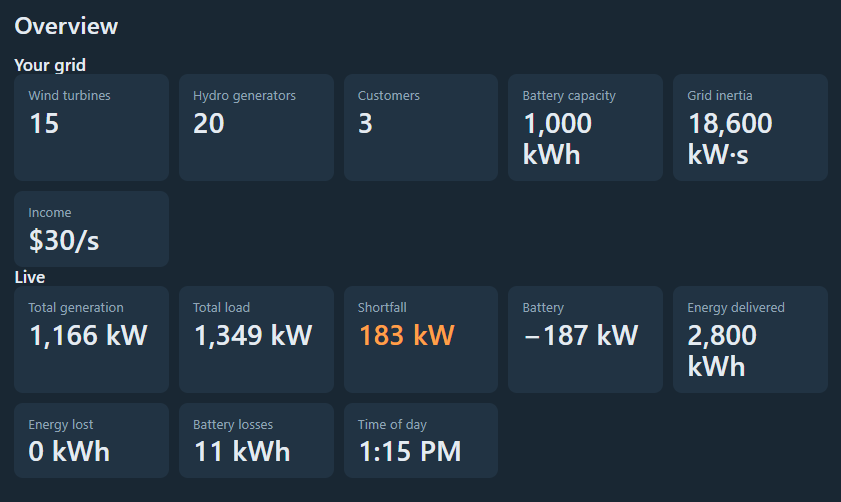 Overview
Your grid
Wind turbines
15
Hydro generators
20
Customers
3
Battery capacity
1,000
kWh
Grid inertia
18,600
kW·s
Income
$30/s
Live
Total generation
1,166 kW
Total load
1,349 kW
Shortfall
183 kW
Battery
−187 kW
Energy delivered
2,800
kWh
Energy lost
0 kWh
Battery losses
11 kWh
Time of day
1:15 PM